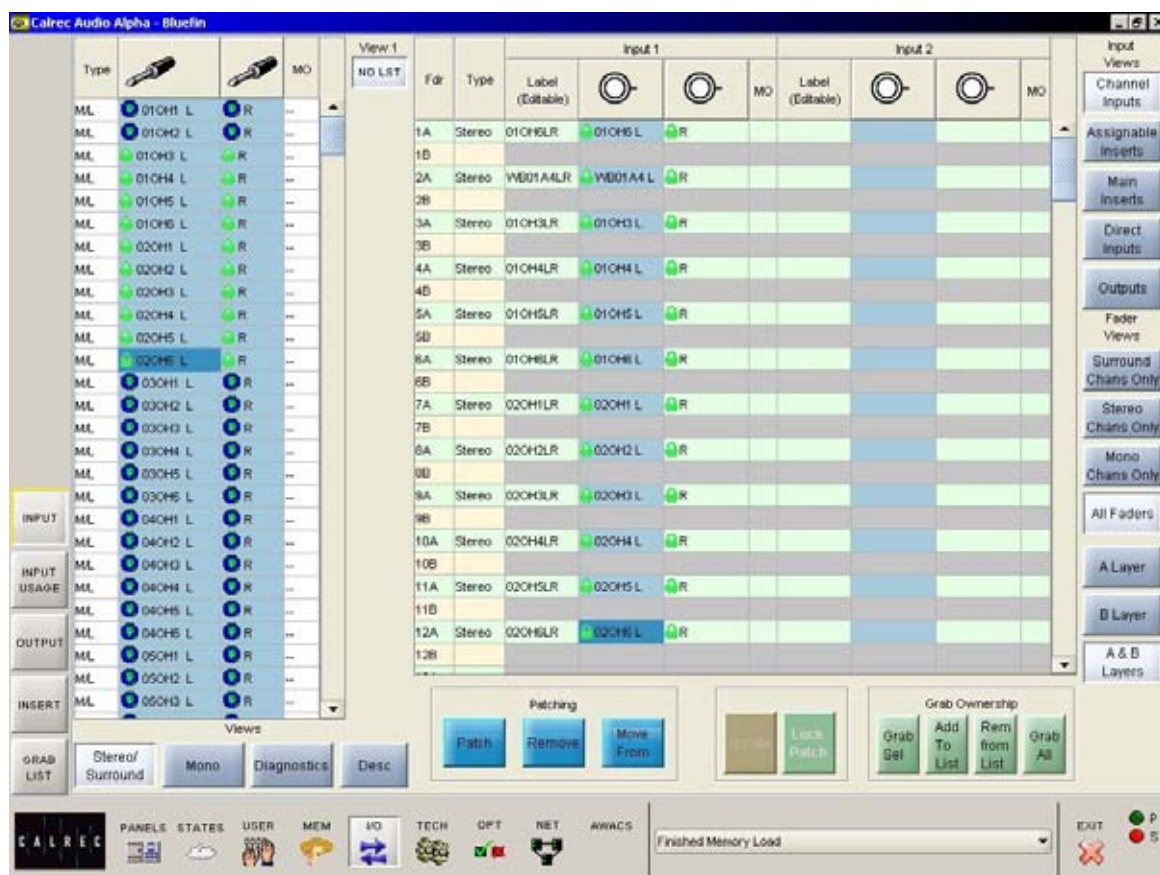 Calrec Audio Alpha - Bluefin
Type MO
M/L 01OH1 L R --
M/L 01OH2 L R --
M/L 01OH3 L R --
M/L 01OH4 L R --
M/L 01OH5 L R --
M/L 01OH6 L R --
M/L 02OH1 L R --
M/L 02OH2 L R --
M/L 02OH3 L R --
M/L 02OH4 L R --
M/L 02OH5 L R --
M/L 02OH6 L R --
M/L 03OH1 L R --
M/L 03OH2 L R --
M/L 03OH3 L R --
M/L 03OH4 L R --
M/L 03OH5 L R --
M/L 03OH6 L R --
M/L 04OH1 L R --
M/L 04OH2 L R --
M/L 04OH3 L R --
M/L 04OH4 L R --
M/L 04OH5 L R --
M/L 04OH6 L R --
M/L 05OH1 L R --
M/L 05OH2 L R --
M/L 05OH3 L R --
View 1
NO LST
Input 1 Input 2
Fdr Type Label (Editable) MO Label (Editable) MO
1A Stereo 01OH6LR 01OH6 L R
1B
2A Stereo WB01A4LR WB01A4 L R
2B
3A Stereo 01OH3LR 01OH3 L R
3B
4A Stereo 01OH4LR 01OH4 L R
4B
5A Stereo 01OH5LR 01OH5 L R
5B
6A Stereo 01OH6LR 01OH6 L R
6B
7A Stereo 02OH1LR 02OH1 L R
7B
8A Stereo 02OH2LR 02OH2 L R
8B
9A Stereo 02OH3LR 02OH3 L R
9B
10A Stereo 02OH4LR 02OH4 L R
10B
11A Stereo 02OH5LR 02OH5 L R
11B
12A Stereo 02OH6LR 02OH6 L R
12B
Input
Views
Channel
Inputs
Assignable
Inserts
Main
Inserts
Direct
Inputs
Outputs
Fader
Views
Surround
Chans Only
Stereo
Chans Only
Mono
Chans Only
All Faders
A Layer
B Layer
A & B
Layers
INPUT
INPUT
USAGE
OUTPUT
INSERT
GRAB
LIST
Views
Stereo/
Surround
Mono
Diagnostics
Desc
Patching
Patch
Remove
Move
From
Lock
Patch
Grab Ownership
Grab
Sel
Add
To
List
Rem
from
List
Grab
All
CALREC
PANELS STATES USER MEM I/O TECH OPT NET AWACS
Finished Memory Load
EXIT
P
S